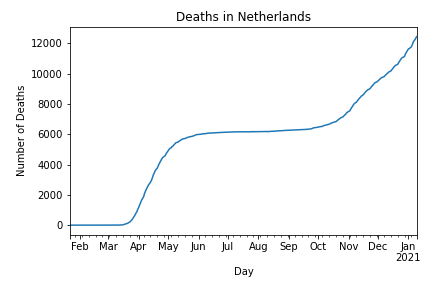 Deaths in Netherlands
12000
10000
8000
6000
4000
2000
0
Number of Deaths
Feb Mar Apr May Jun Jul Aug Sep Oct Nov Dec Jan
2021
Day